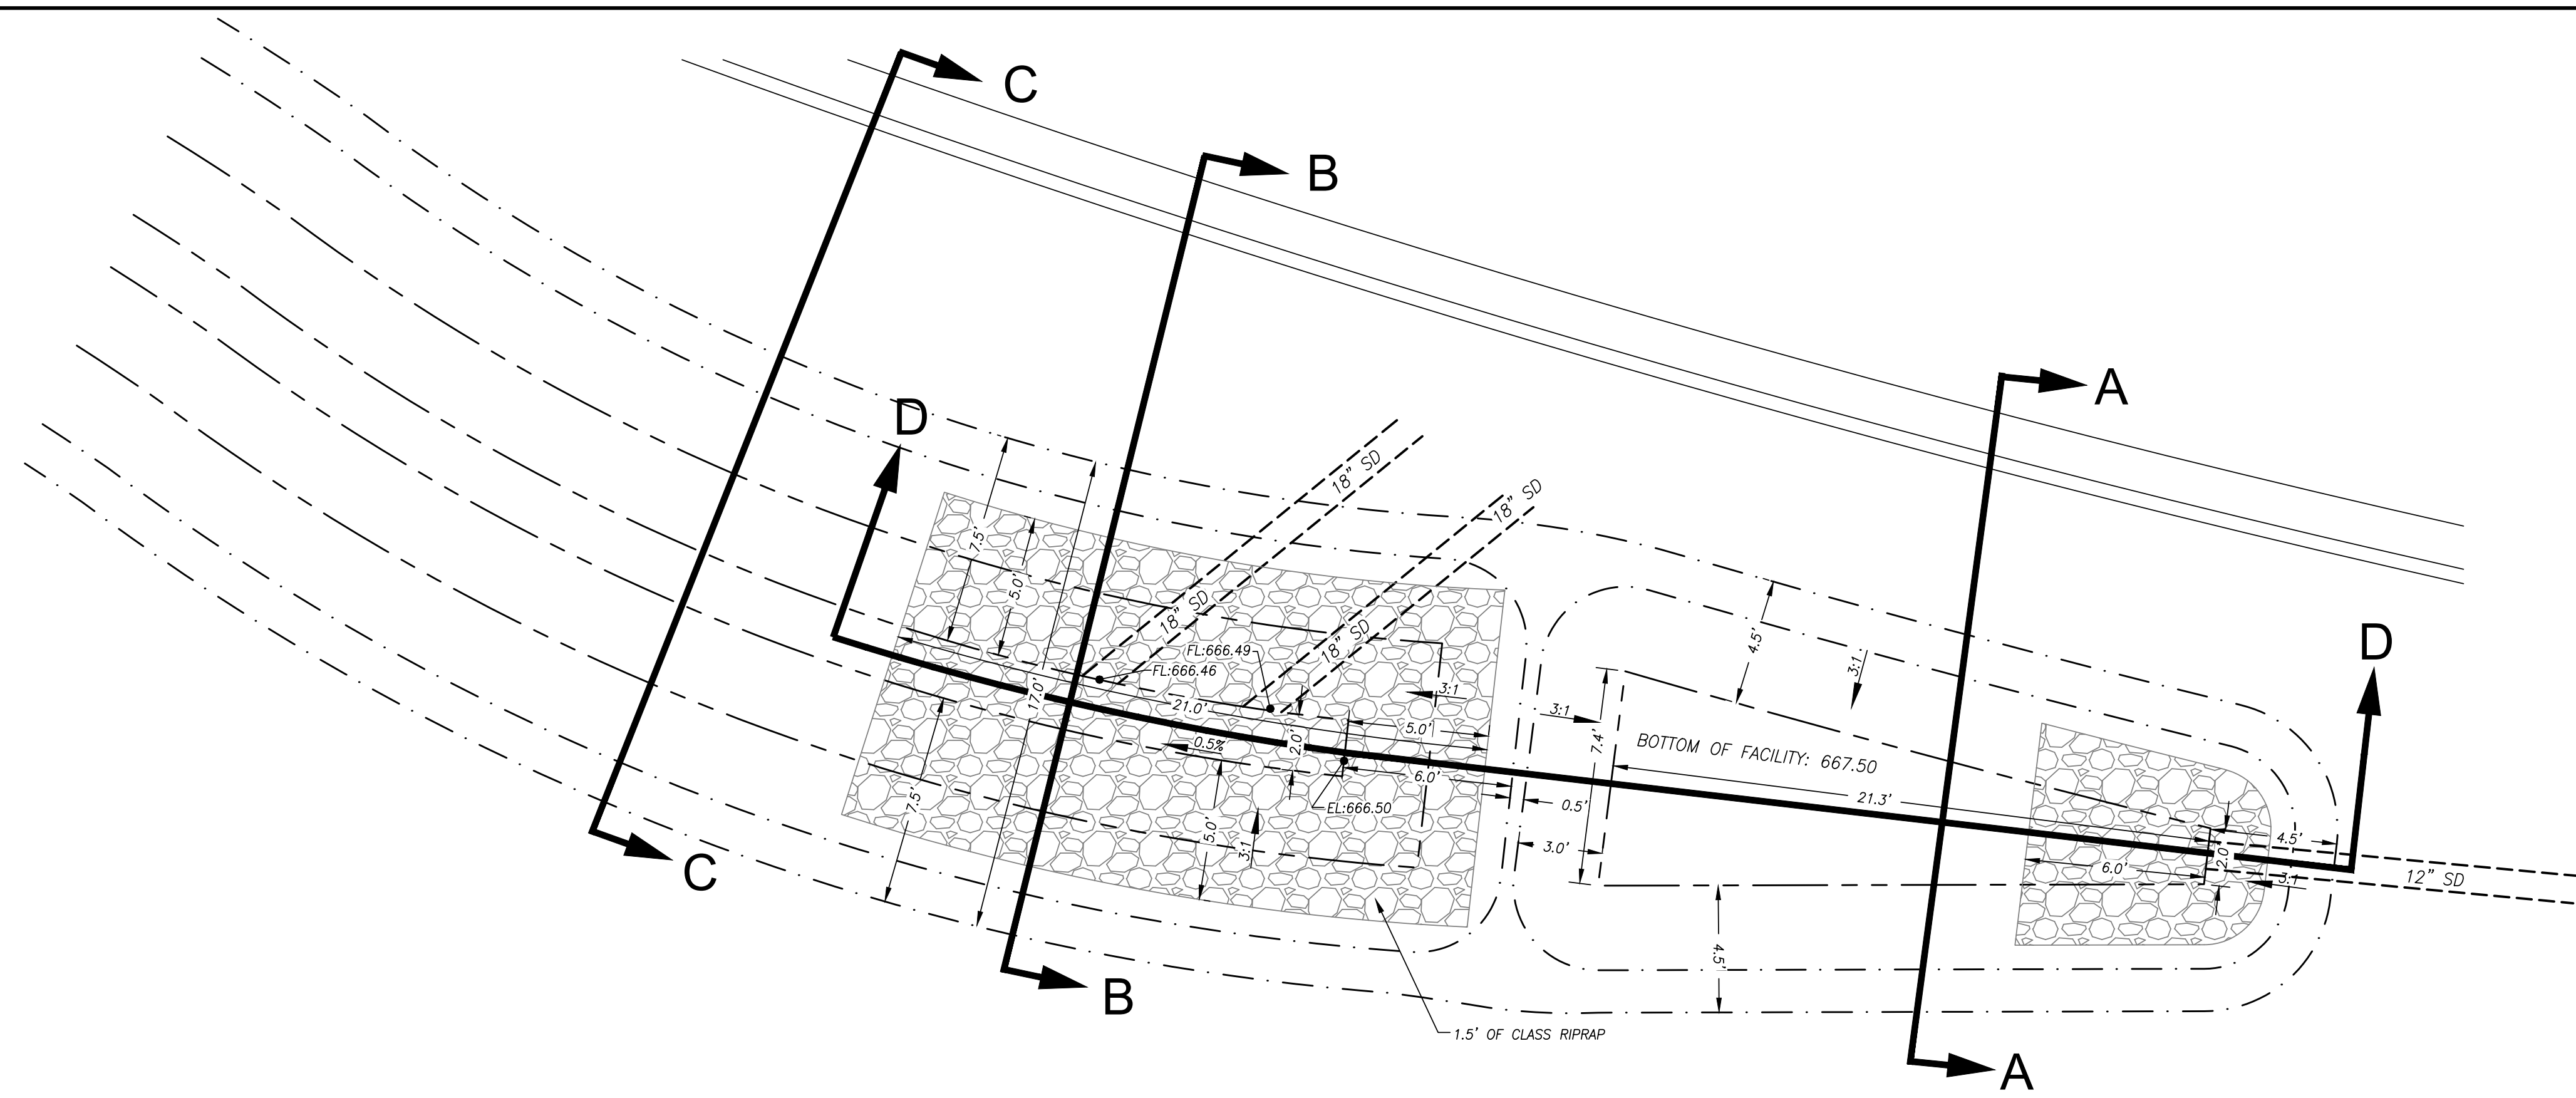 C
B
A
D
18" SD
18" SD
7.5'
5.0'
18" SD
18" SD
FL:666.49
FL:666.46
D
4.5'
3:1
17.0'
21.0'
3:1
3:1
5.0'
2.0'
0.5%
7.4'
BOTTOM OF FACILITY: 667.50
6.0'
EL:666.50
0.5'
21.3'
7.5'
5.0'
3:1
3.0'
4.5'
2.0'
6.0'
3:1
12" SD
C
4.5'
B
1.5' OF CLASS RIPRAP
A